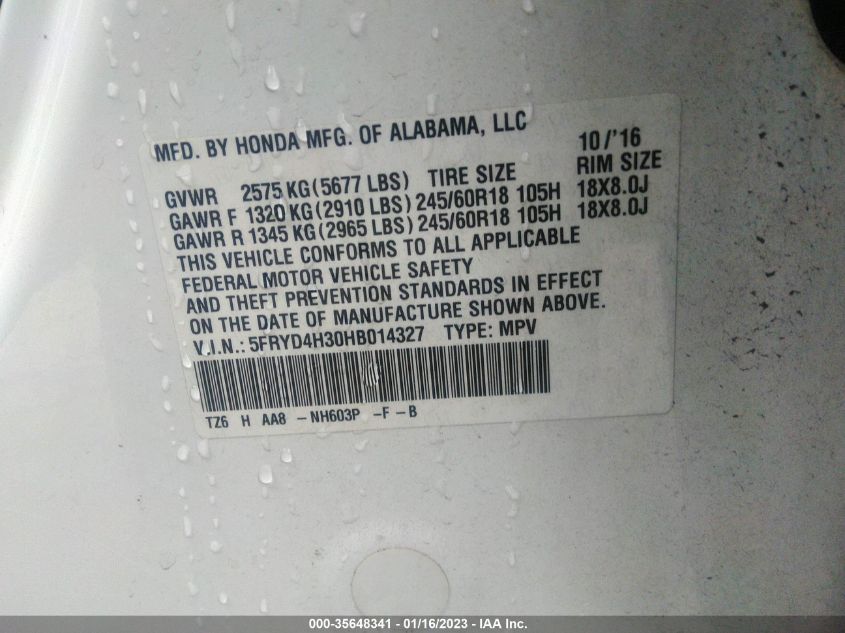 MFD. BY HONDA MFG. OF ALABAMA, LLC 10/'16
GVWR 2575 KG (5677 LBS) TIRE SIZE RIM SIZE
GAWR F 1320 KG (2910 LBS) 245/60R18 105H 18X8.0J
GAWR R 1345 KG (2965 LBS) 245/60R18 105H 18X8.0J
THIS VEHICLE CONFORMS TO ALL APPLICABLE
FEDERAL MOTOR VEHICLE SAFETY
AND THEFT PREVENTION STANDARDS IN EFFECT
ON THE DATE OF MANUFACTURE SHOWN ABOVE.
V.I.N.: 5FRYD4H30HB014327 TYPE: MPV
TZ6 H AA8 -NH603P -F-B
000-35648341 - 01/16/2023 - IAA Inc.